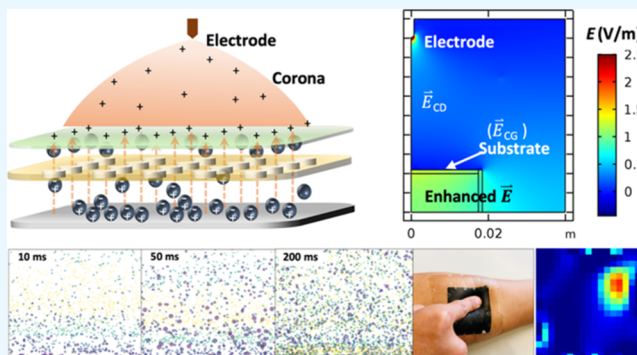 Electrode
Corona
E (V/m
2.
2
1.
1
0.
0
Electrode
E⃗CD
(E⃗CG)
Substrate
Enhanced E⃗
0
0.02
m
10 ms
50 ms
200 ms